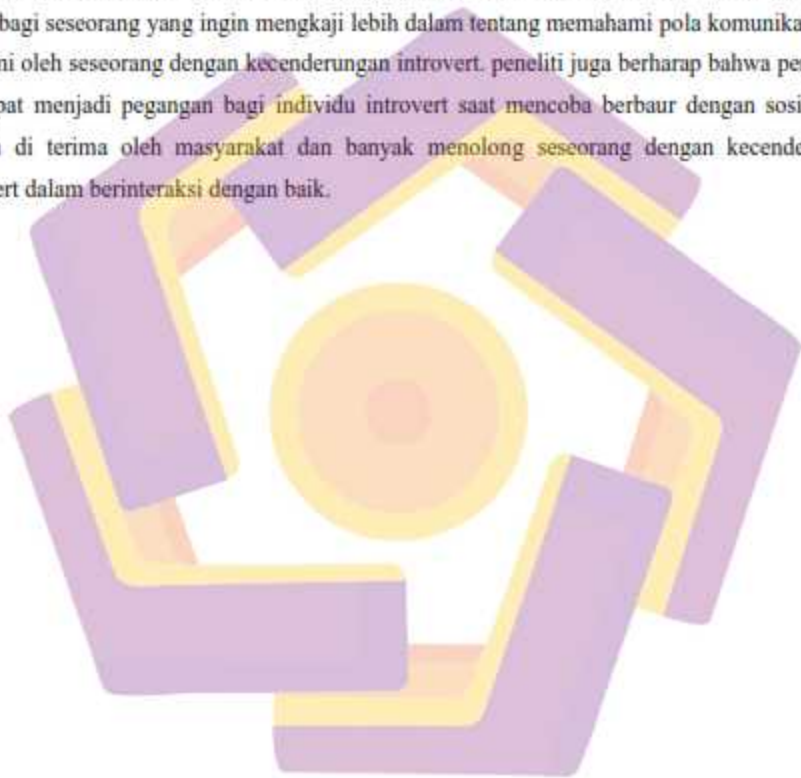 bagi seseorang yang ingin mengkaji lebih dalam tentang memahami pola komunika
ni oleh seseorang dengan kecenderungan introvert. peneliti juga berharap bahwa pe
pat menjadi pegangan bagi individu introvert saat mencoba berbaur dengan sosi
di terima oleh masyarakat dan banyak menolong seseorang dengan kecende
ert dalam berinteraksi dengan baik.